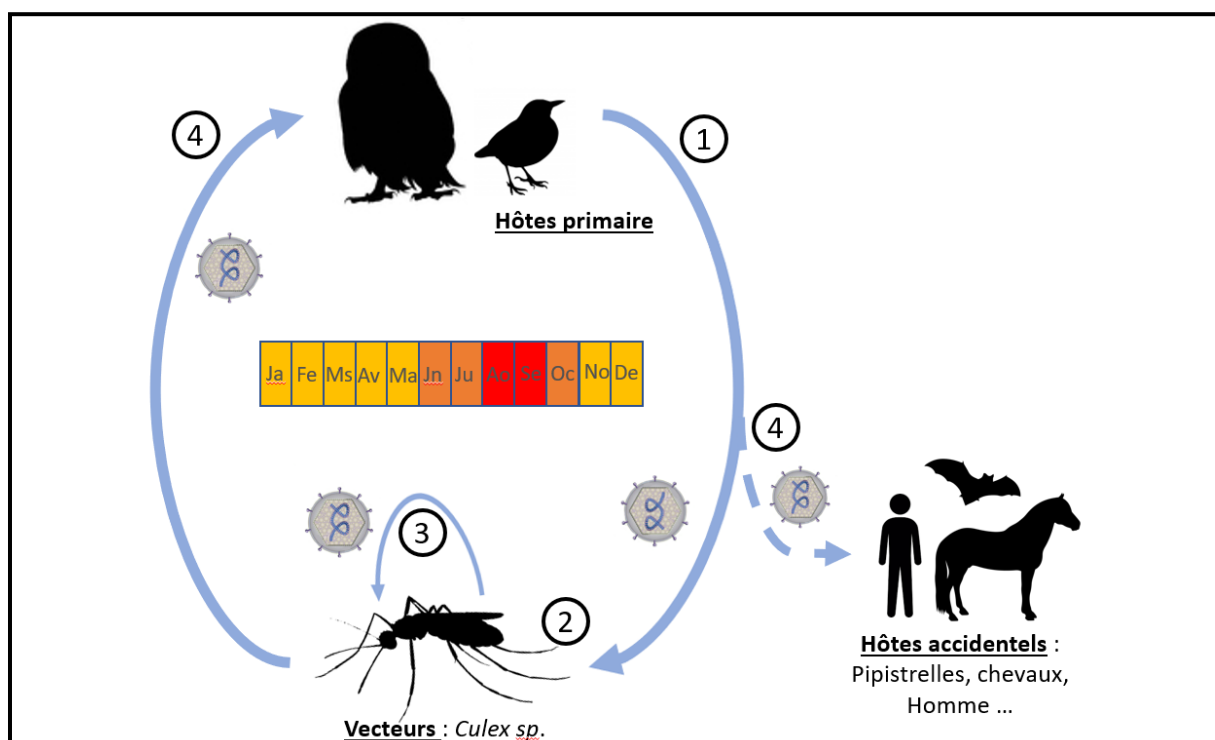 4
1
Hôtes primaire
Ja Fe Ms Av Ma Jn Ju Ao Se Oc No De
4
3
2
Hôtes accidentels :
Pipistrelles, chevaux,
Homme ...
Vecteurs : Culex sp.